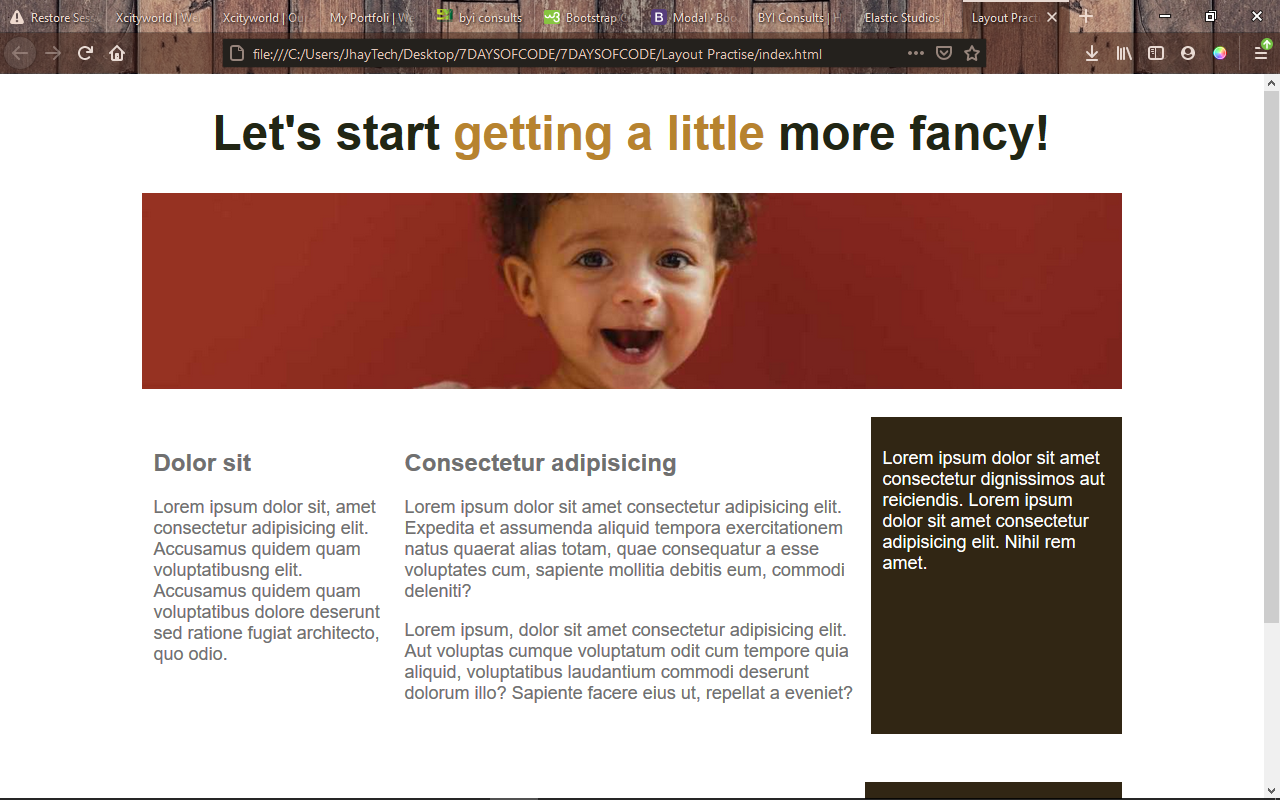 Restore Sess
Xcityworld | We
Xcityworld | Ou
My Portfoli | We
byi consults
Bootstrap C
Modal · Boo
BYI Consults | H
Elastic Studios
Layout Pract
file:///C:/Users/JhayTech/Desktop/7DAYSOFCODE/7DAYSOFCODE/Layout Practise/index.html
Let's start getting a little more fancy!
Dolor sit
Lorem ipsum dolor sit, amet
consectetur adipisicing elit.
Accusamus quidem quam
voluptatibusng elit.
Accusamus quidem quam
voluptatibus dolore deserunt
sed ratione fugiat architecto,
quo odio.
Consectetur adipisicing
Lorem ipsum dolor sit amet consectetur adipisicing elit.
Expedita et assumenda aliquid tempora exercitationem
natus quaerat alias totam, quae consequatur a esse
voluptates cum, sapiente mollitia debitis eum, commodi
deleniti?
Lorem ipsum, dolor sit amet consectetur adipisicing elit.
Aut voluptas cumque voluptatum odit cum tempore quia
aliquid, voluptatibus laudantium commodi deserunt
dolorum illo? Sapiente facere eius ut, repellat a eveniet?
Lorem ipsum dolor sit amet
consectetur dignissimos aut
reiciendis. Lorem ipsum
dolor sit amet consectetur
adipisicing elit. Nihil rem
amet.